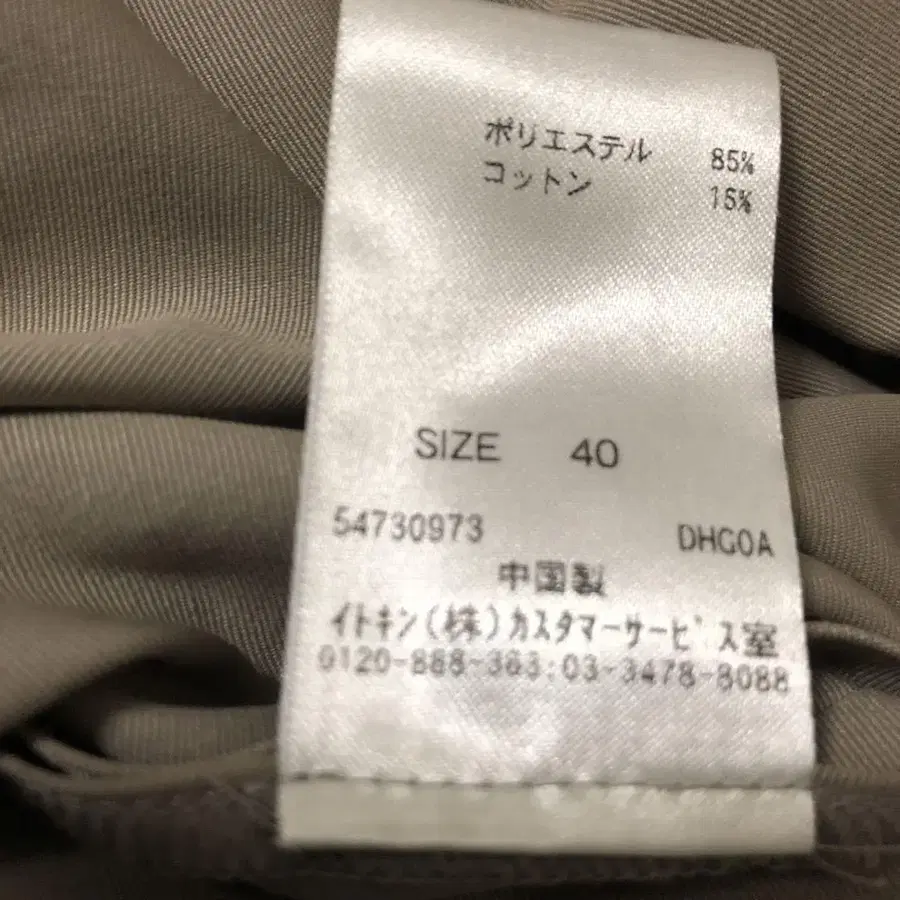 ポリエステル 85%
コットン 15%
SIZE 40
54730973 DHG0A
中国製
イトキン(株)カスタマーサービス室
0120-888-363:03-3478-8088